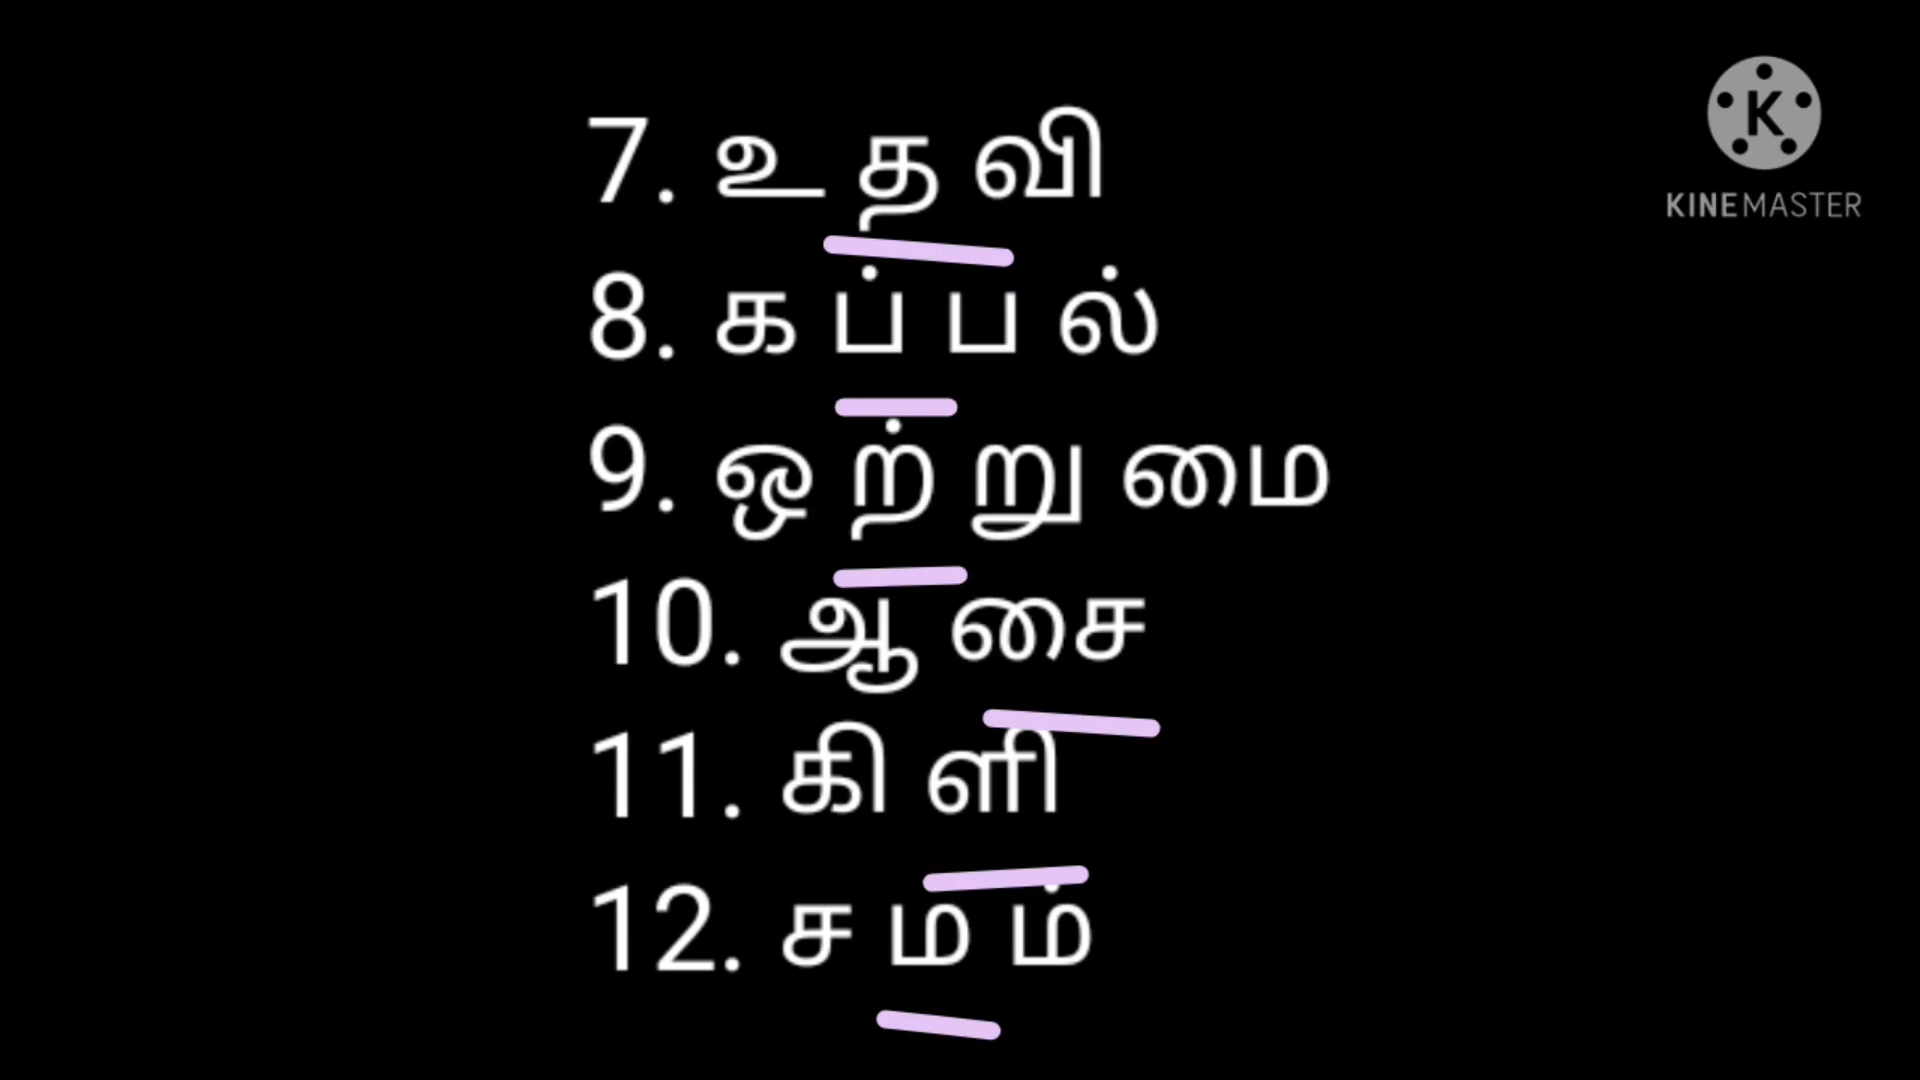 7. உ த வி
8. க ப் ப ல்
9. ஒ ற் று மை
10. ஆ சை
11. கி ளி
12. ச ம ம்
K
KINEMASTER